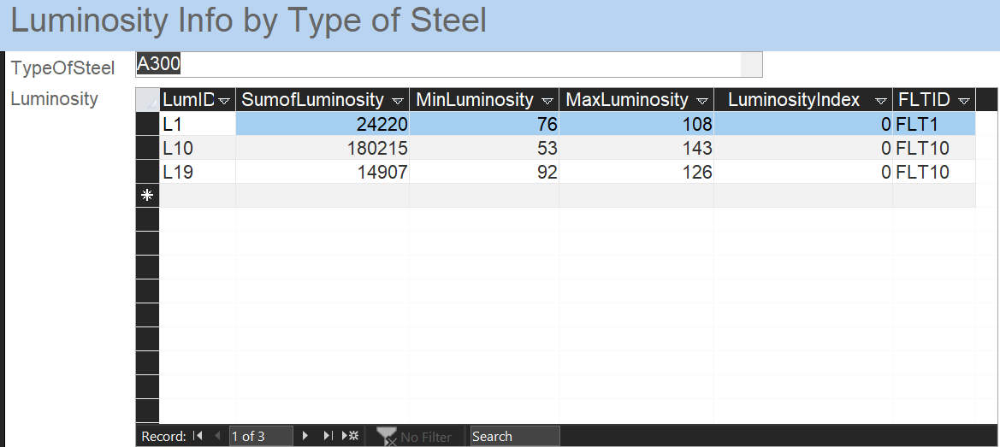 Luminosity Info by Type of Steel
TypeOfSteel A300
Luminosity
LumID SumofLuminosity MinLuminosity MaxLuminosity LuminosityIndex FLTID
L1 24220 76 108 0 FLT1
L10 180215 53 143 0 FLT10
L19 14907 92 126 0 FLT10
Record: 1 of 3 No Filter Search